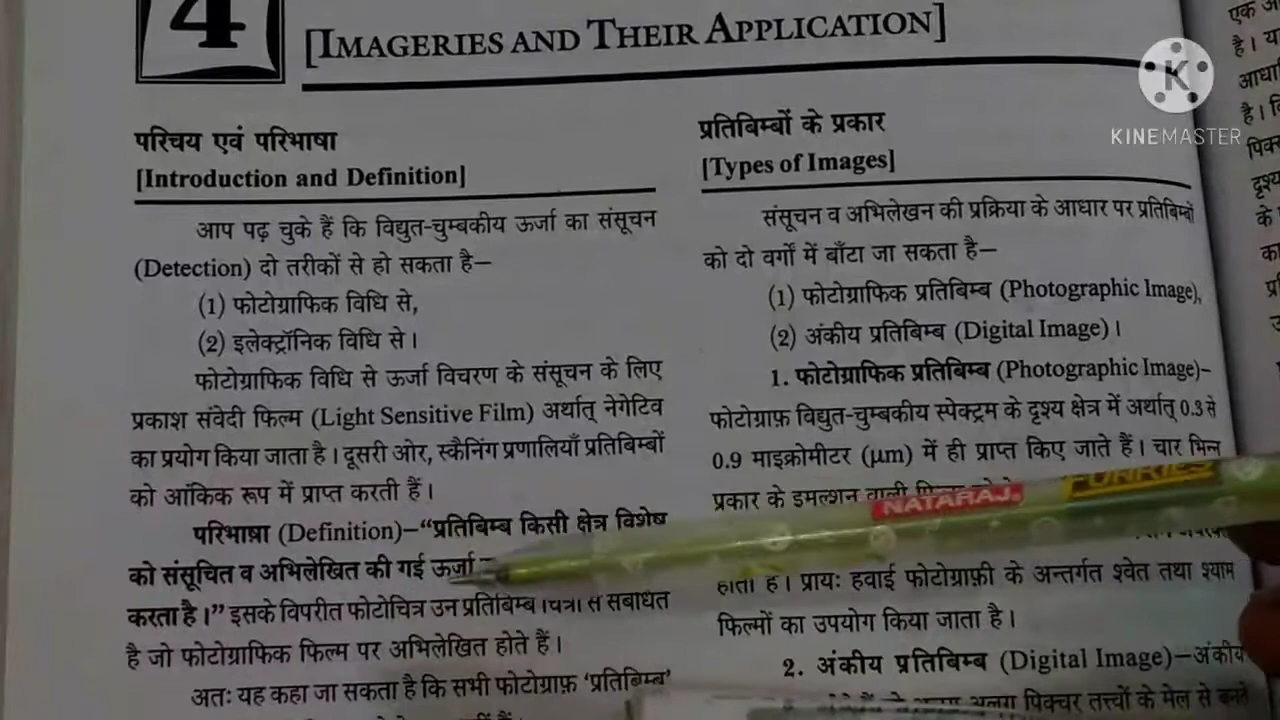 4
[IMAGERIES AND THEIR APPLICATION]
परिचय एवं परिभाषा
[Introduction and Definition]
आप पढ़ चुके हैं कि विद्युत-चुम्बकीय ऊर्जा का संसूचन
(Detection) दो तरीकों से हो सकता है–
(1) फोटोग्राफिक विधि से,
(2) इलेक्ट्रॉनिक विधि से।
फोटोग्राफिक विधि से ऊर्जा विचरण के संसूचन के लिए
प्रकाश संवेदी फिल्म (Light Sensitive Film) अर्थात् नेगेटिव
का प्रयोग किया जाता है। दूसरी ओर, स्कैनिंग प्रणालियाँ प्रतिबिम्बों
को आंकिक रूप में प्राप्त करती हैं।
परिभाषा (Definition)–“प्रतिबिम्ब किसी क्षेत्र विशेष
को संसूचित व अभिलेखित की गई ऊर्जा
करता है।” इसके विपरीत फोटोचित्र उन प्रतिबिम्ब चित्रों से संबंधित
है जो फोटोग्राफिक फिल्म पर अभिलेखित होते हैं।
अतः यह कहा जा सकता है कि सभी फोटोग्राफ़ ‘प्रतिबिम्ब’
प्रतिबिम्बों के प्रकार
[Types of Images]
संसूचन व अभिलेखन की प्रक्रिया के आधार पर प्रतिबिम्बों
को दो वर्गों में बाँटा जा सकता है–
(1) फोटोग्राफिक प्रतिबिम्ब (Photographic Image),
(2) अंकीय प्रतिबिम्ब (Digital Image)।
1. फोटोग्राफिक प्रतिबिम्ब (Photographic Image)–
फोटोग्राफ़ विद्युत-चुम्बकीय स्पेक्ट्रम के दृश्य क्षेत्र में अर्थात् 0.3 से
0.9 माइक्रोमीटर (µm) में ही प्राप्त किए जाते हैं। चार भिन्न
प्रकार के इमल्शन वाली
होता है। प्रायः हवाई फोटोग्राफ़ी के अन्तर्गत श्वेत तथा श्याम
फिल्मों का उपयोग किया जाता है।
2. अंकीय प्रतिबिम्ब (Digital Image)–अंकीय
अलग पिक्चर तत्त्वों के मेल से बनते
NATARAJ
KINEMASTER